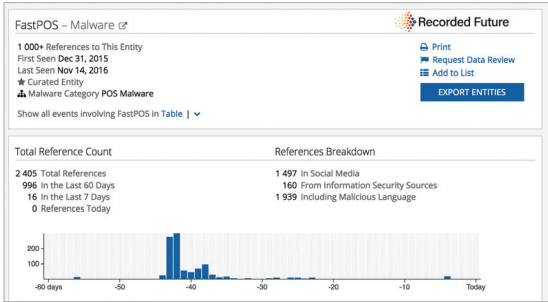 FastPOS – Malware
Recorded Future
1 000+ References to This Entity
First Seen Dec 31, 2015
Last Seen Nov 14, 2016
Curated Entity
Malware Category POS Malware
Show all events involving FastPOS in Table |
Print
Request Data Review
Add to List
EXPORT ENTITIES
Total Reference Count
2 405 Total References
996 In the Last 60 Days
16 In the Last 7 Days
0 References Today
References Breakdown
1 497 In Social Media
160 From Information Security Sources
1 939 Including Malicious Language
200
100
-60 days -50 -40 -30 -20 -10 Today